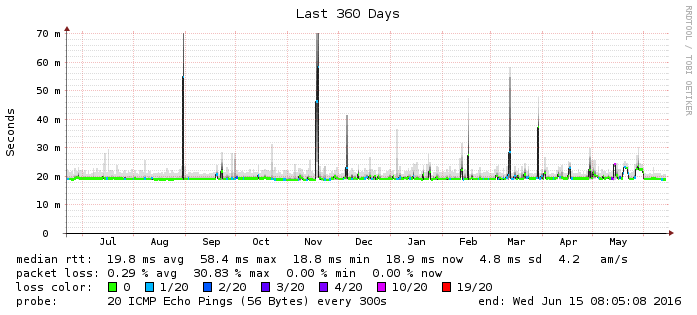 Last 360 Days
RRDTOOL / TOBI OETIKER
Seconds
70 m
60 m
50 m
40 m
30 m
20 m
10 m
0
Jul Aug Sep Oct Nov Dec Jan Feb Mar Apr May
median rtt: 19.8 ms avg 58.4 ms max 18.8 ms min 18.9 ms now 4.8 ms sd 4.2 am/s
packet loss: 0.29 % avg 30.83 % max 0.00 % min 0.00 % now
loss color: 0 1/20 2/20 3/20 4/20 10/20 19/20
probe: 20 ICMP Echo Pings (56 Bytes) every 300s end: Wed Jun 15 08:05:08 2016